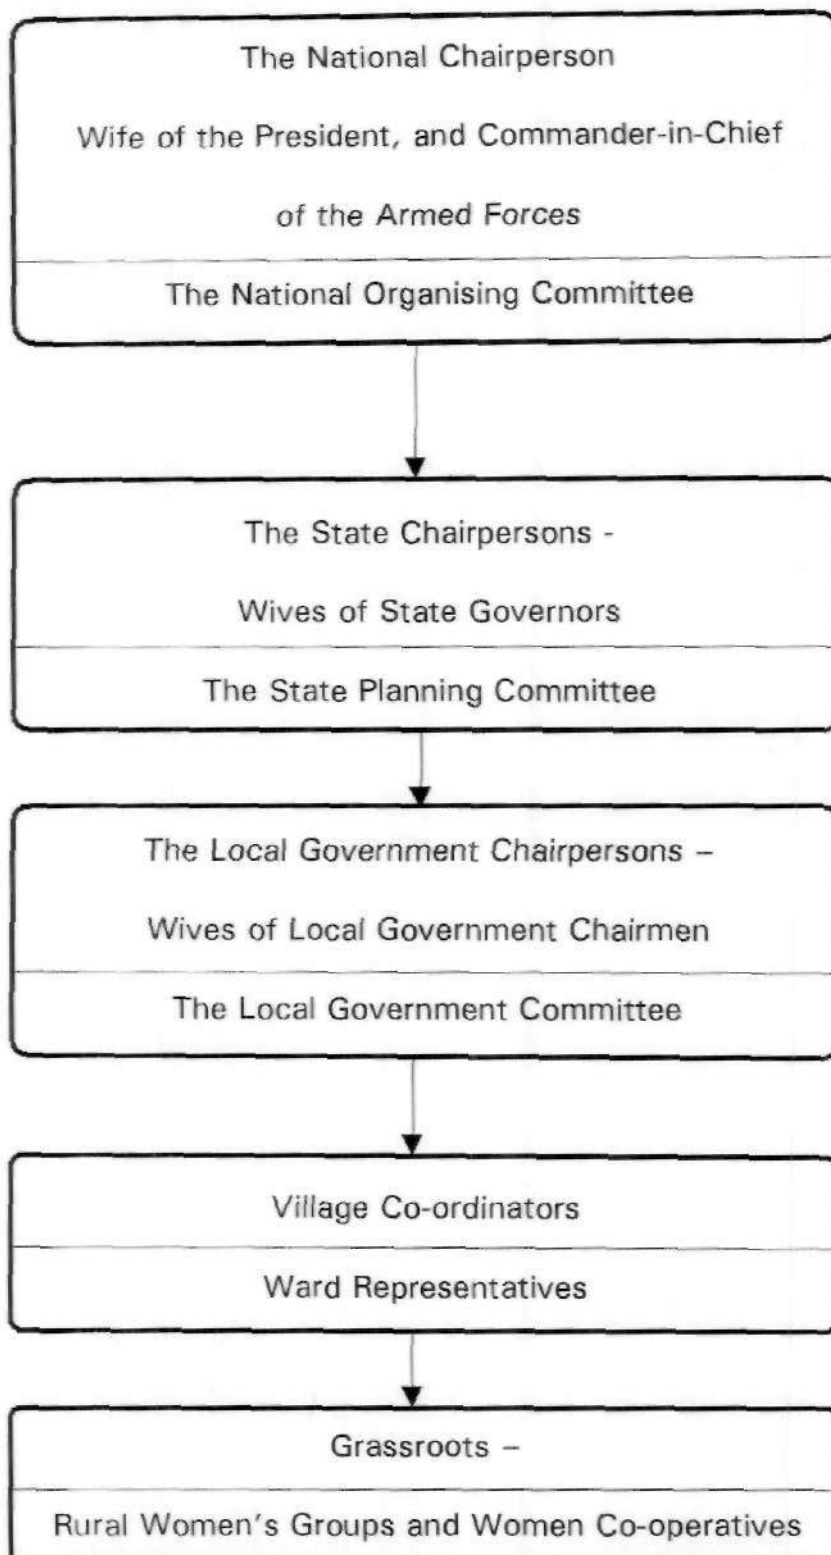 The National Chairperson
Wife of the President, and Commander-in-Chief
of the Armed Forces
The National Organising Committee
The State Chairpersons -
Wives of State Governors
The State Planning Committee
The Local Government Chairpersons –
Wives of Local Government Chairmen
The Local Government Committee
Village Co-ordinators
Ward Representatives
Grassroots –
Rural Women's Groups and Women Co-operatives